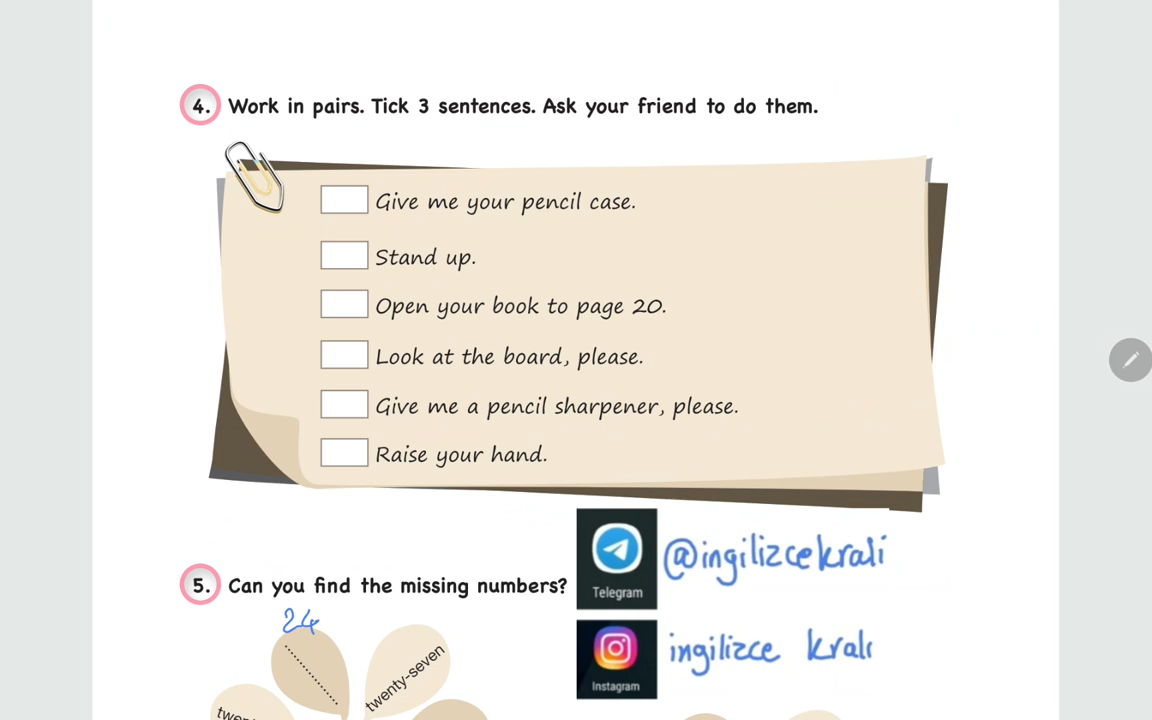 4. Work in pairs. Tick 3 sentences. Ask your friend to do them.
Give me your pencil case.
Stand up.
Open your book to page 20.
Look at the board, please.
Give me a pencil sharpener, please.
Raise your hand.
Telegram
@ingilizcekrali
5. Can you find the missing numbers?
24
twenty-seven
Instagram
ingilizce kralı